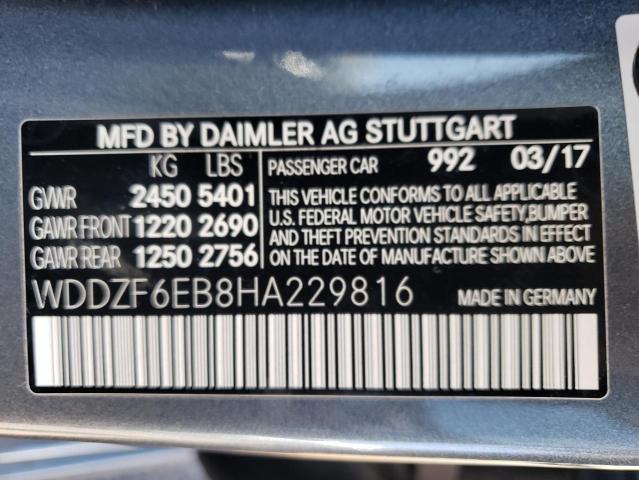 MFD BY DAIMLER AG STUTTGART
KG LBS PASSENGER CAR 992 03/17
GVWR 2450 5401 THIS VEHICLE CONFORMS TO ALL APPLICABLE
GAWR FRONT 1220 2690 U.S. FEDERAL MOTOR VEHICLE SAFETY,BUMPER
AND THEFT PREVENTION STANDARDS IN EFFECT
GAWR REAR 1250 2756 ON THE DATE OF MANUFACTURE SHOWN ABOVE
WDDZF6EB8HA229816 MADE IN GERMANY